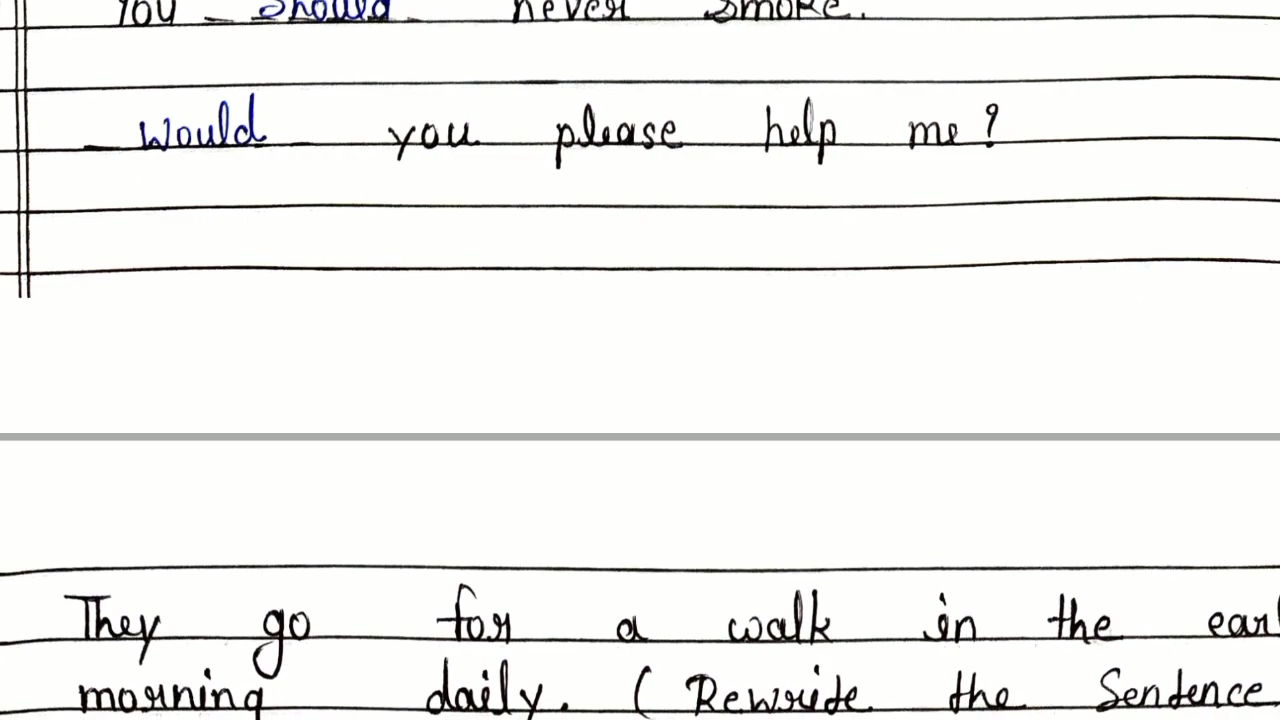 You should never smoke.
Would you please help me?
They go for a walk in the
morning daily. ( Rewrite the Sentence